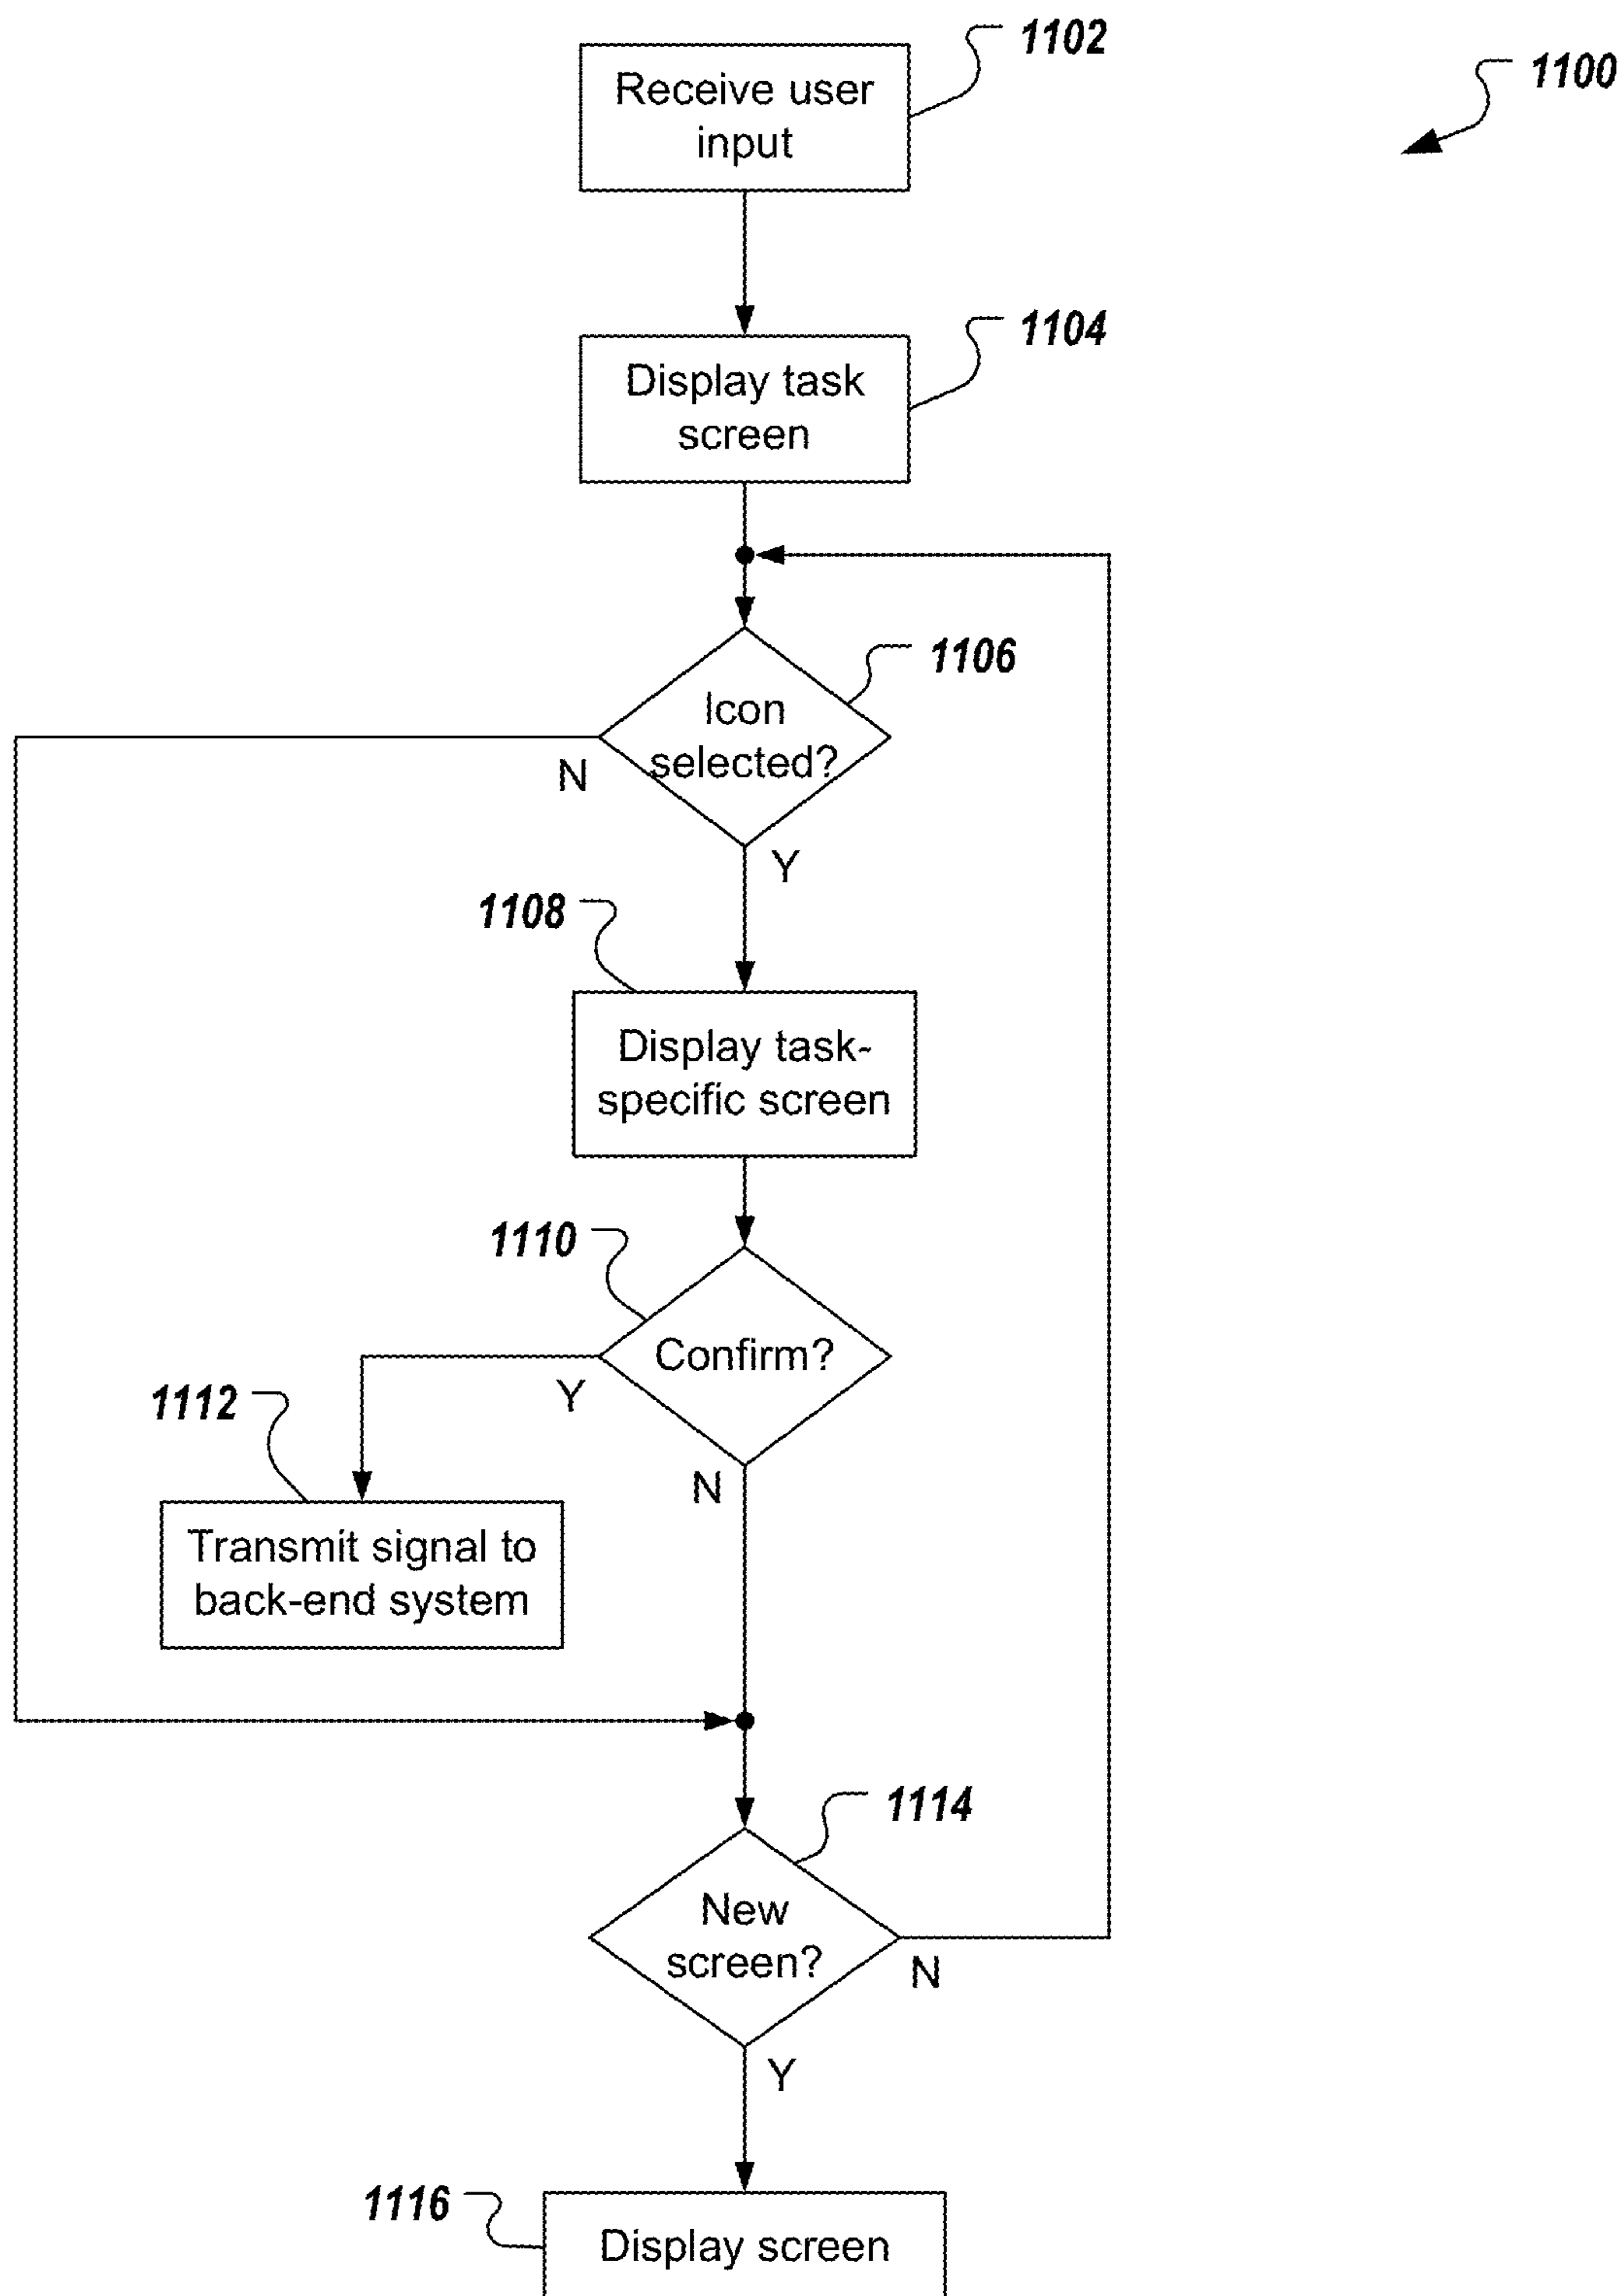 1102
1100
Receive user
input
1104
Display task
screen
1106
Icon
selected?
N
Y
1108
Display task-
specific screen
1110
Confirm?
Y
1112
N
Transmit signal to
back-end system
1114
New
screen?
N
Y
1116
Display screen